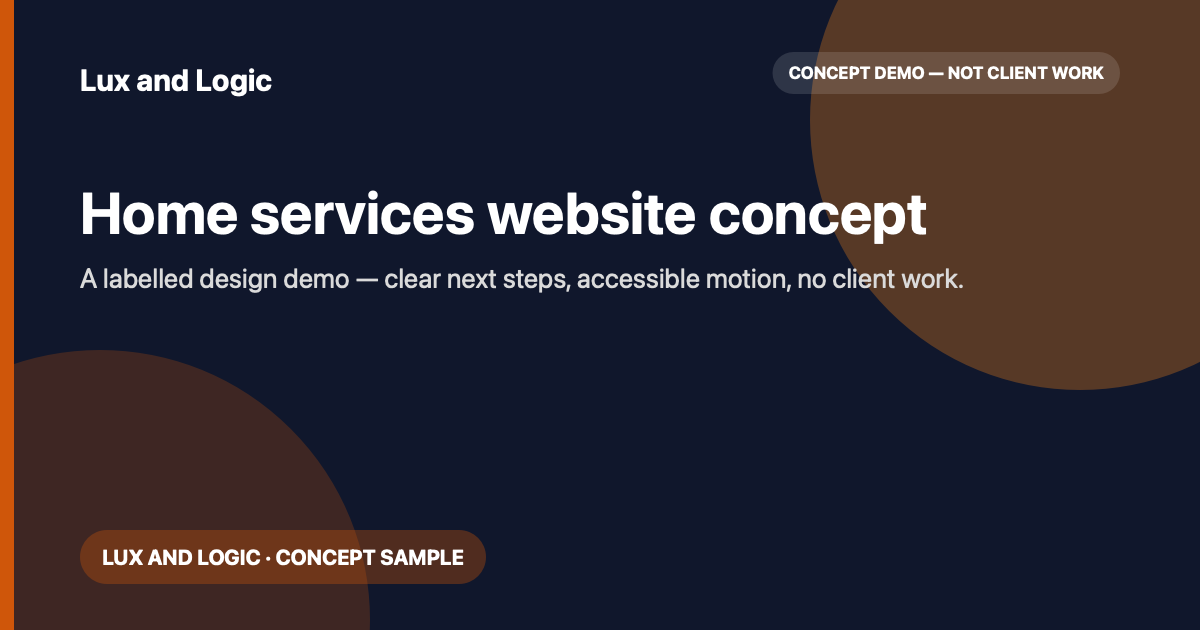 Lux and Logic
CONCEPT DEMO — NOT CLIENT WORK
Home services website concept
A labelled design demo — clear next steps, accessible motion, no client work.
LUX AND LOGIC · CONCEPT SAMPLE